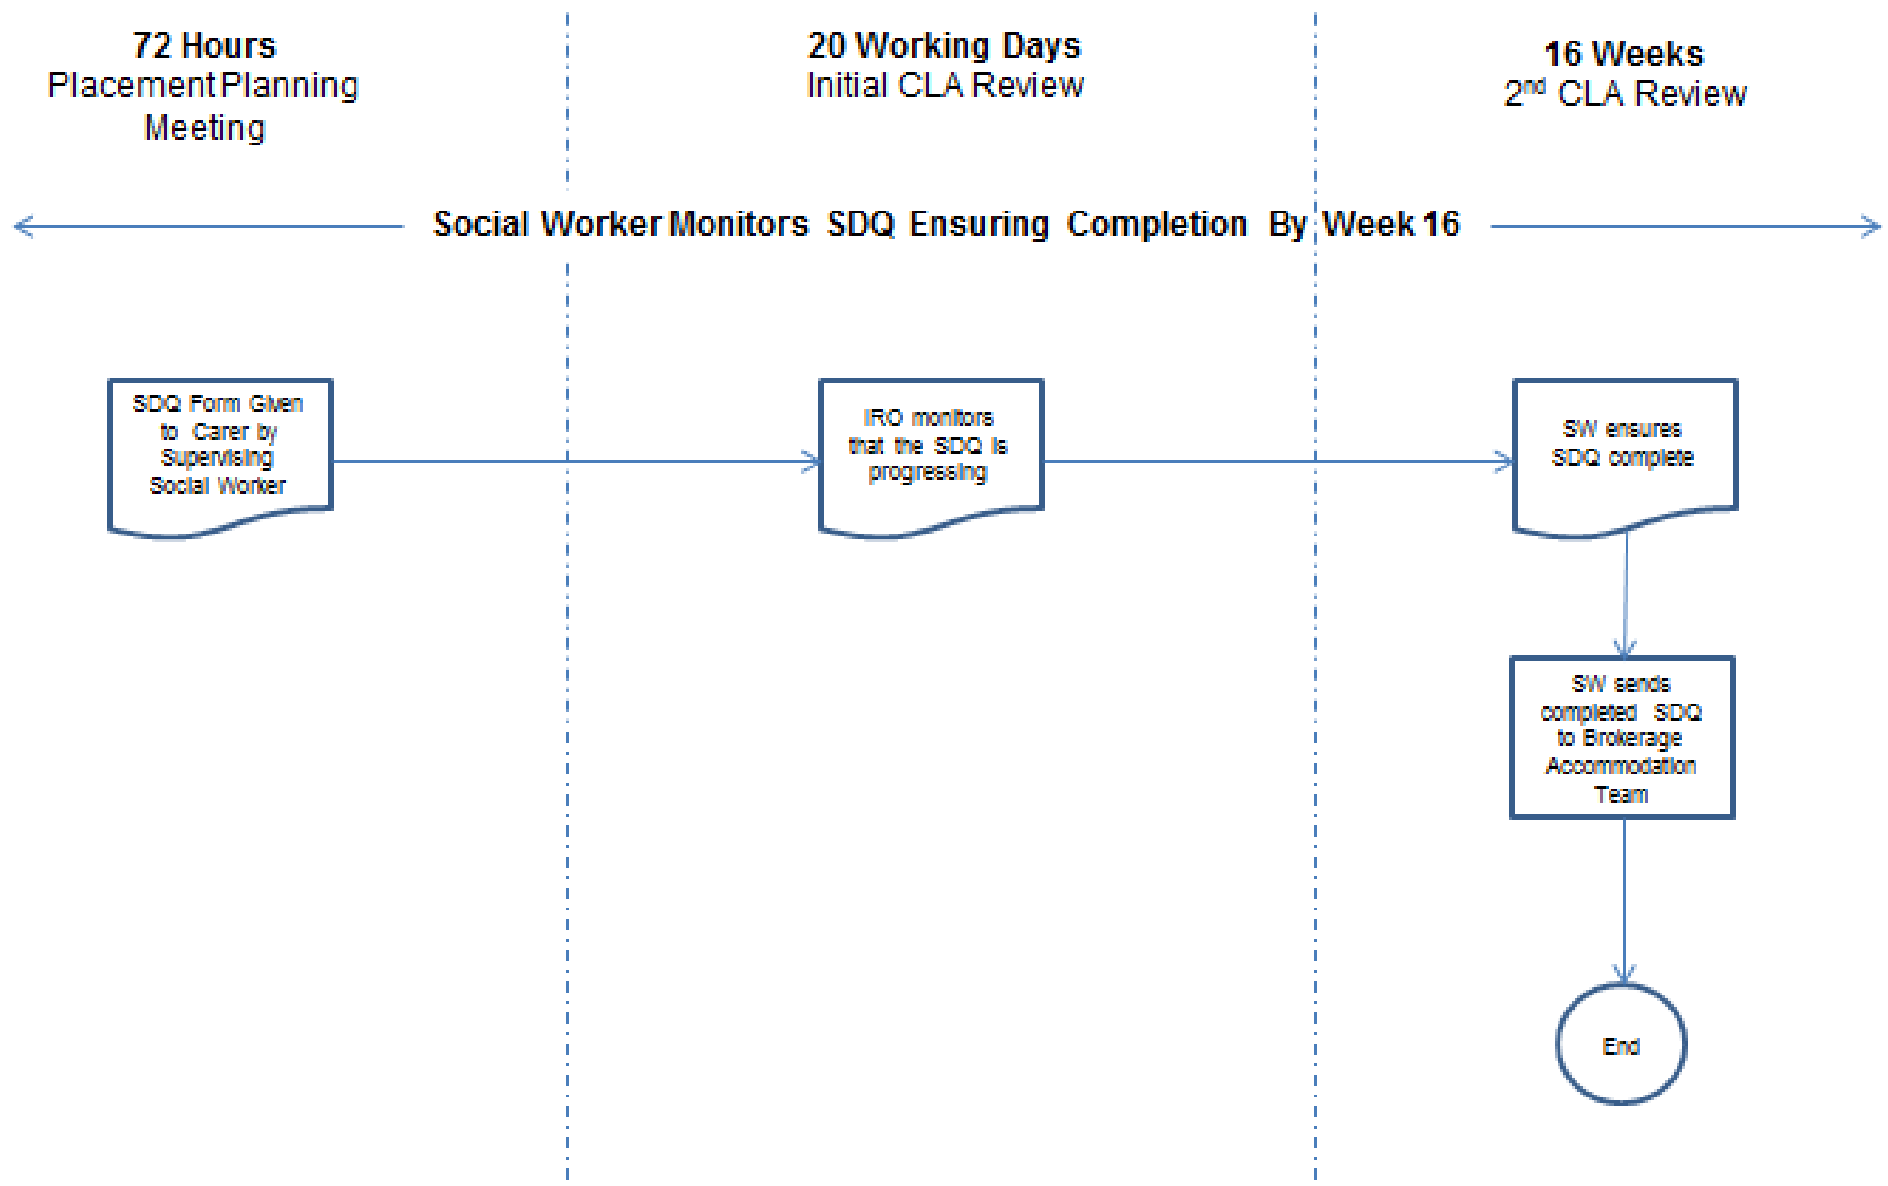 72 Hours
Placement Planning
Meeting
20 Working Days
Initial CLA Review
16 Weeks
2nd CLA Review
Social Worker Monitors SDQ Ensuring Completion By Week 16
SDQ Form Given
to Carer by
Supervising
Social Worker
IRO monitors
that the SDQ is
progressing
SW ensures
SDQ complete
SW sends
completed SDQ
to Brokerage
Accommodation
Team
End